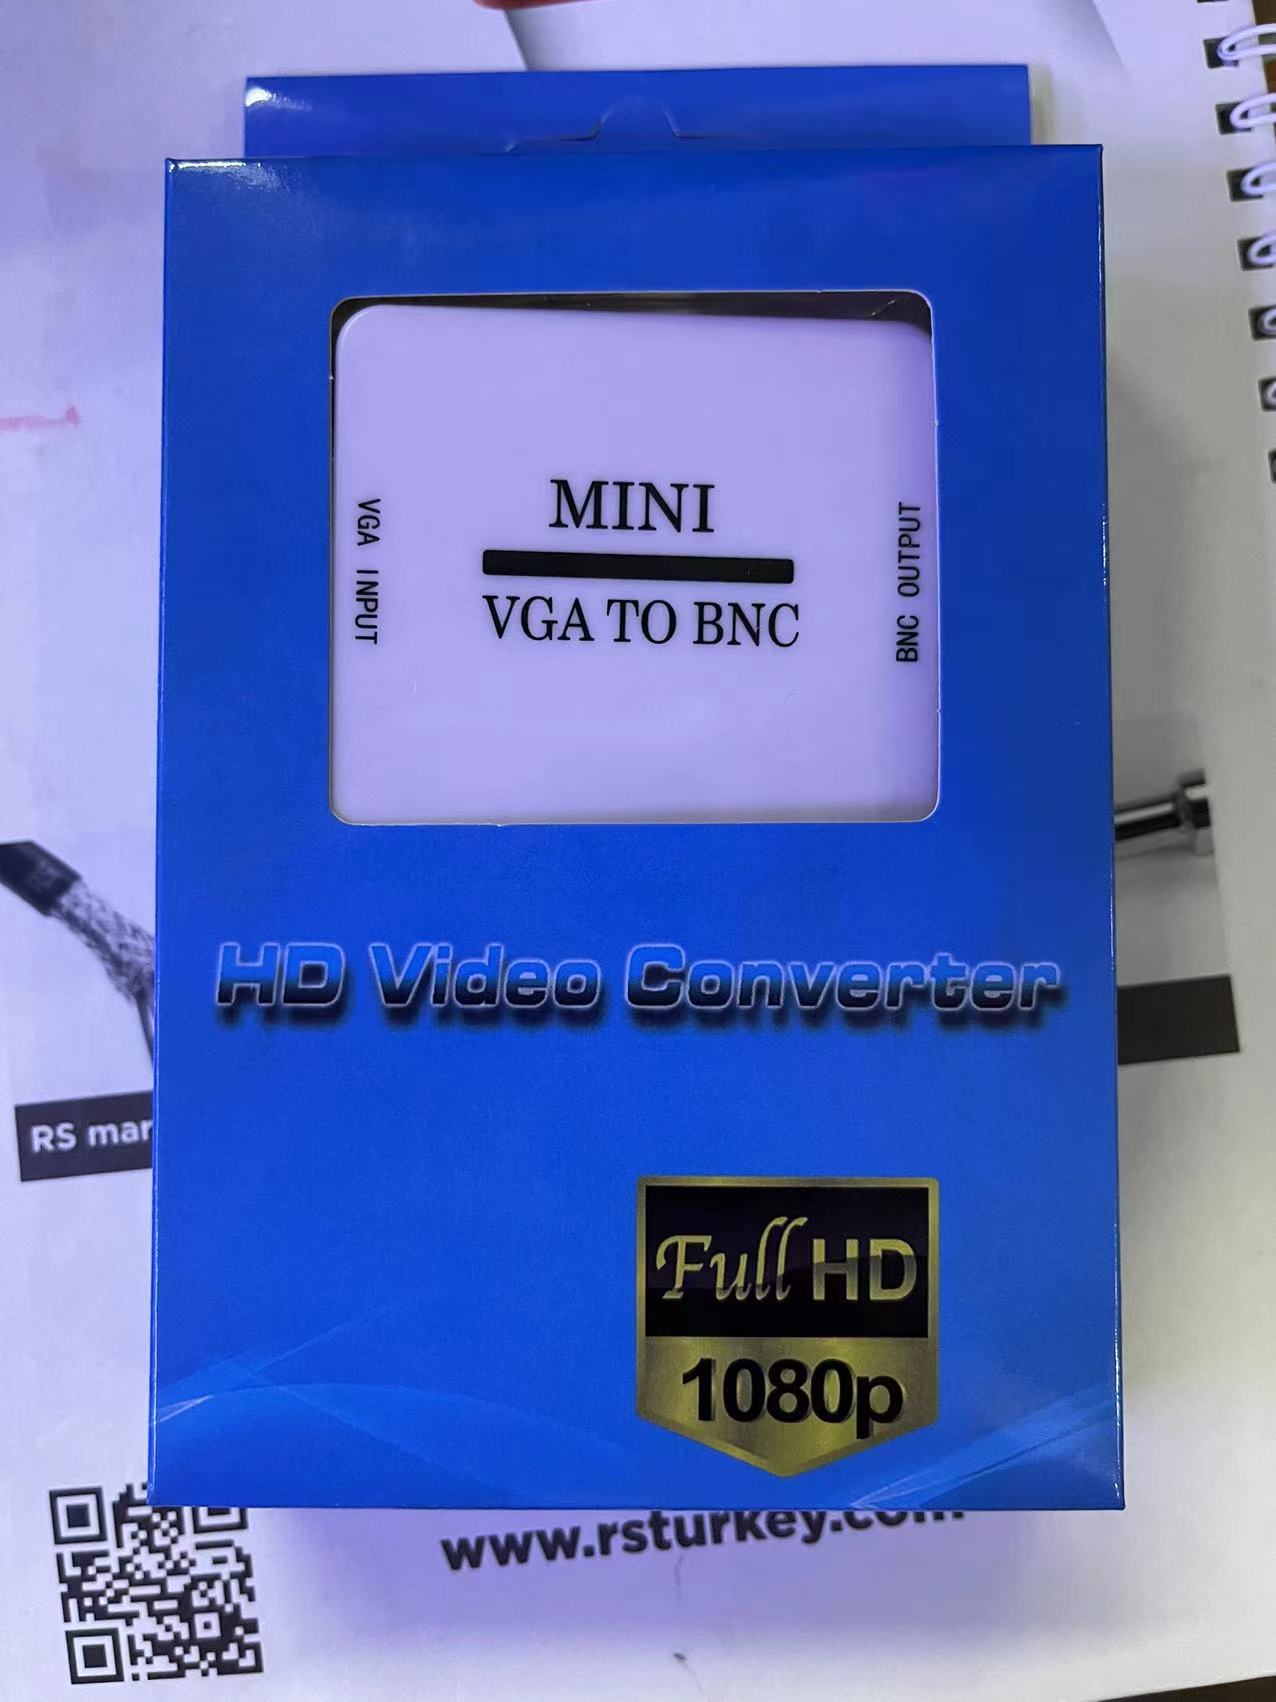 MINI
VGA TO BNC
VGA INPUT
BNC OUTPUT
HD Video Converter
Full HD
1080p
RS mar
www.rsturkey.com